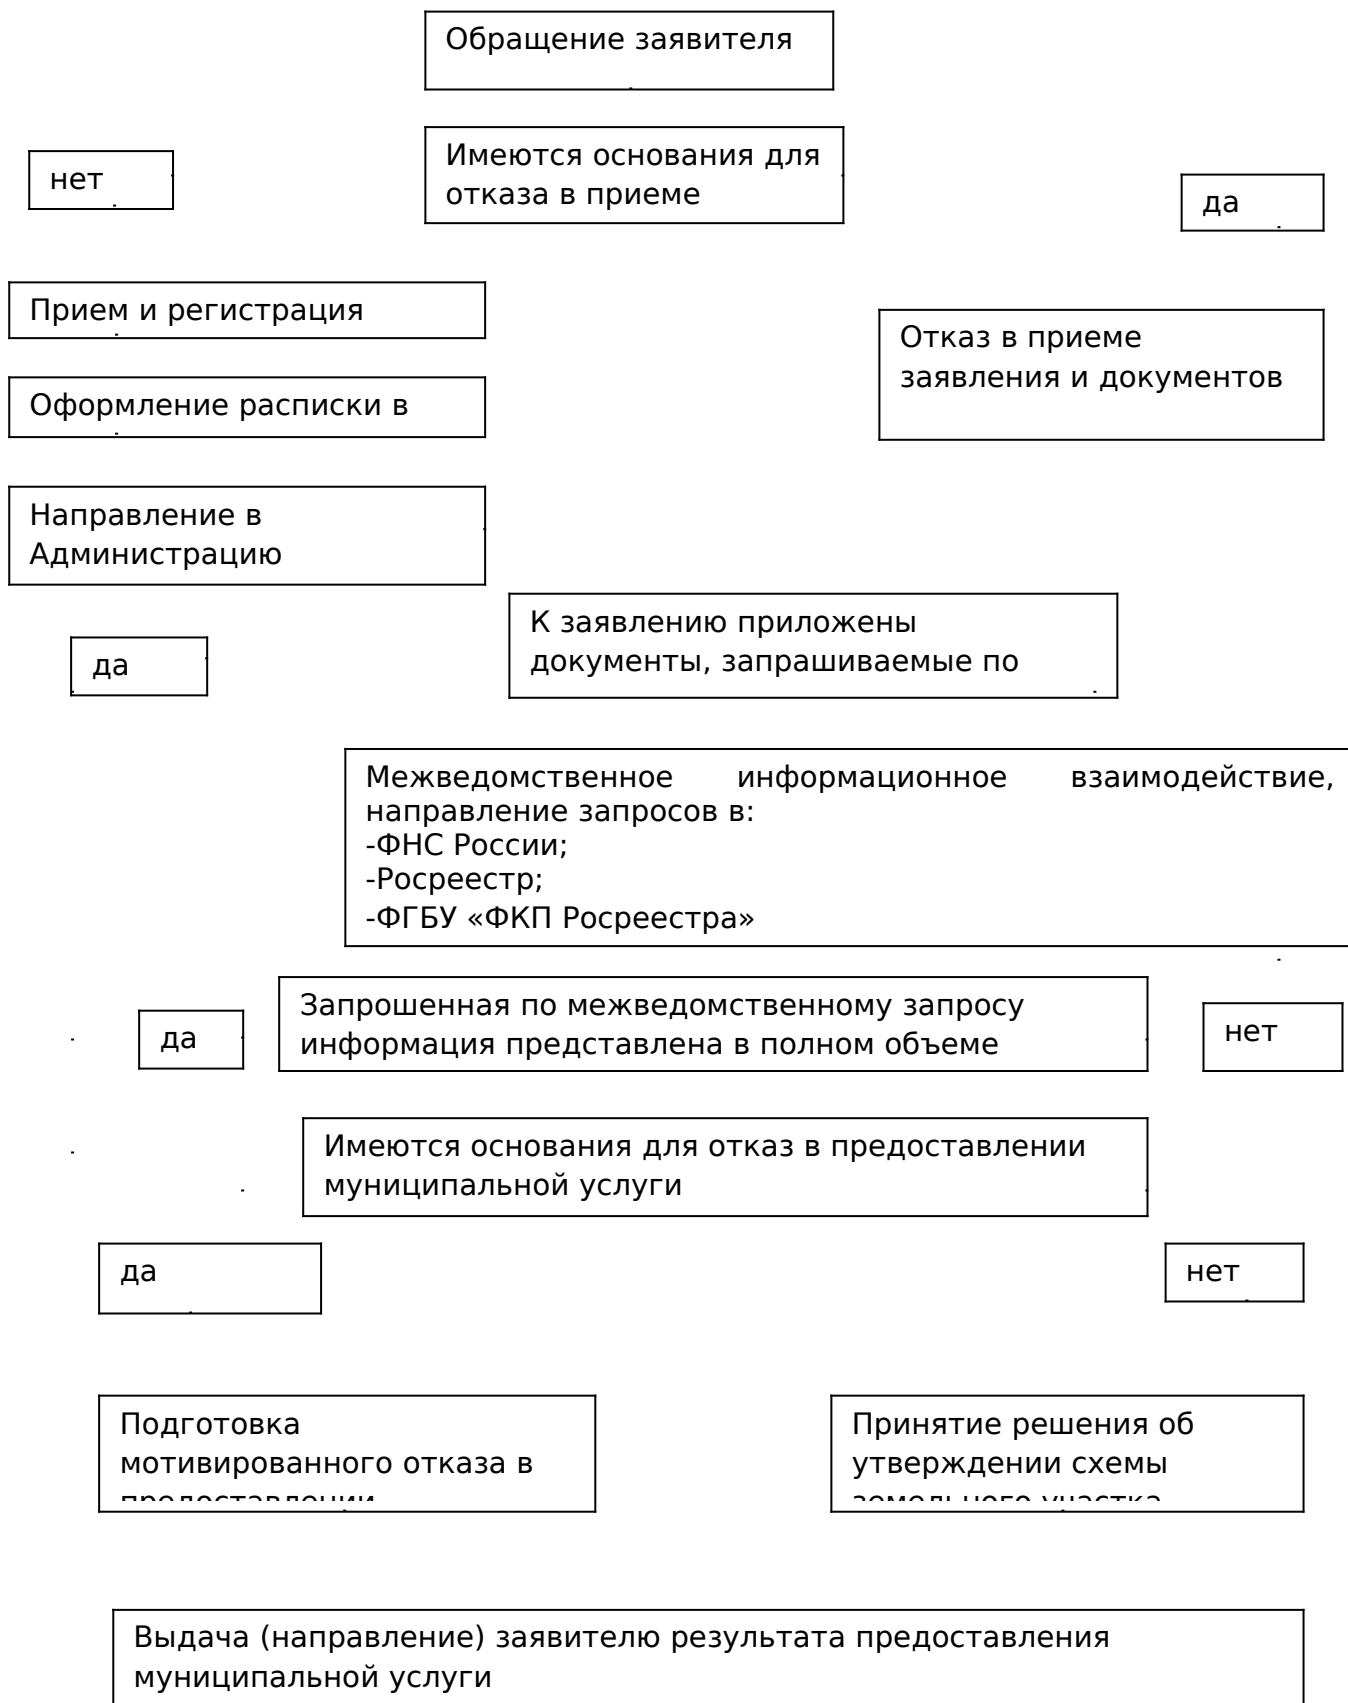 Обращение заявителя
Имеются основания для
отказа в приеме
нет
да
Прием и регистрация
Отказ в приеме
заявления и документов
Оформление расписки в
Направление в
Администрацию
К заявлению приложены
документы, запрашиваемые по
да
Межведомственное информационное взаимодействие,
направление запросов в:
-ФНС России;
-Росреестр;
-ФГБУ «ФКП Росреестра»
Запрошенная по межведомственному запросу
информация представлена в полном объеме
да
нет
Имеются основания для отказ в предоставлении
муниципальной услуги
да
нет
Подготовка
мотивированного отказа в
предоставлении
Принятие решения об
утверждении схемы
земельного участка
Выдача (направление) заявителю результата предоставления
муниципальной услуги